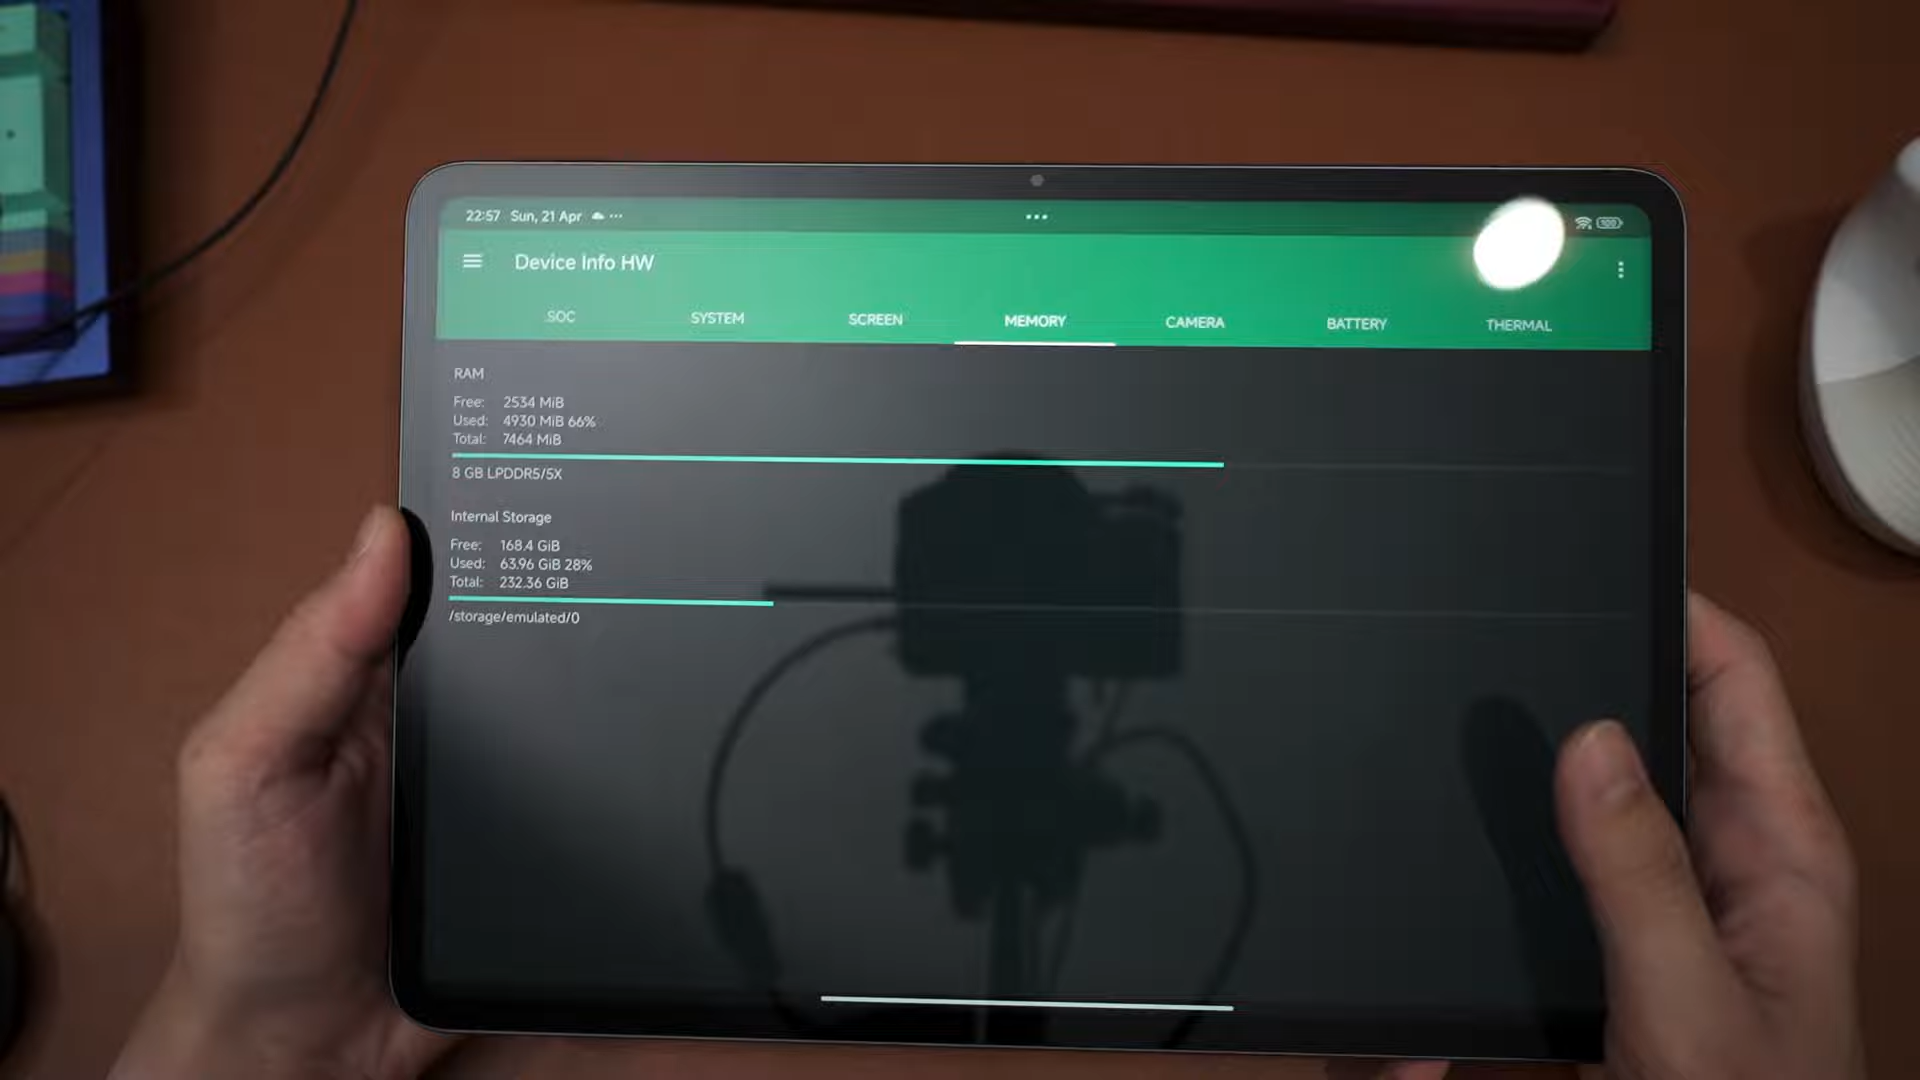 22:57 Sun, 21 Apr
Device Info HW
SOC SYSTEM SCREEN MEMORY CAMERA BATTERY THERMAL
RAM
Free: 2534 MiB
Used: 4930 MiB 66%
Total: 7464 MiB
8 GB LPDDR5/5X
Internal Storage
Free: 168.4 GiB
Used: 63.96 GiB 28%
Total: 232.36 GiB
/storage/emulated/0